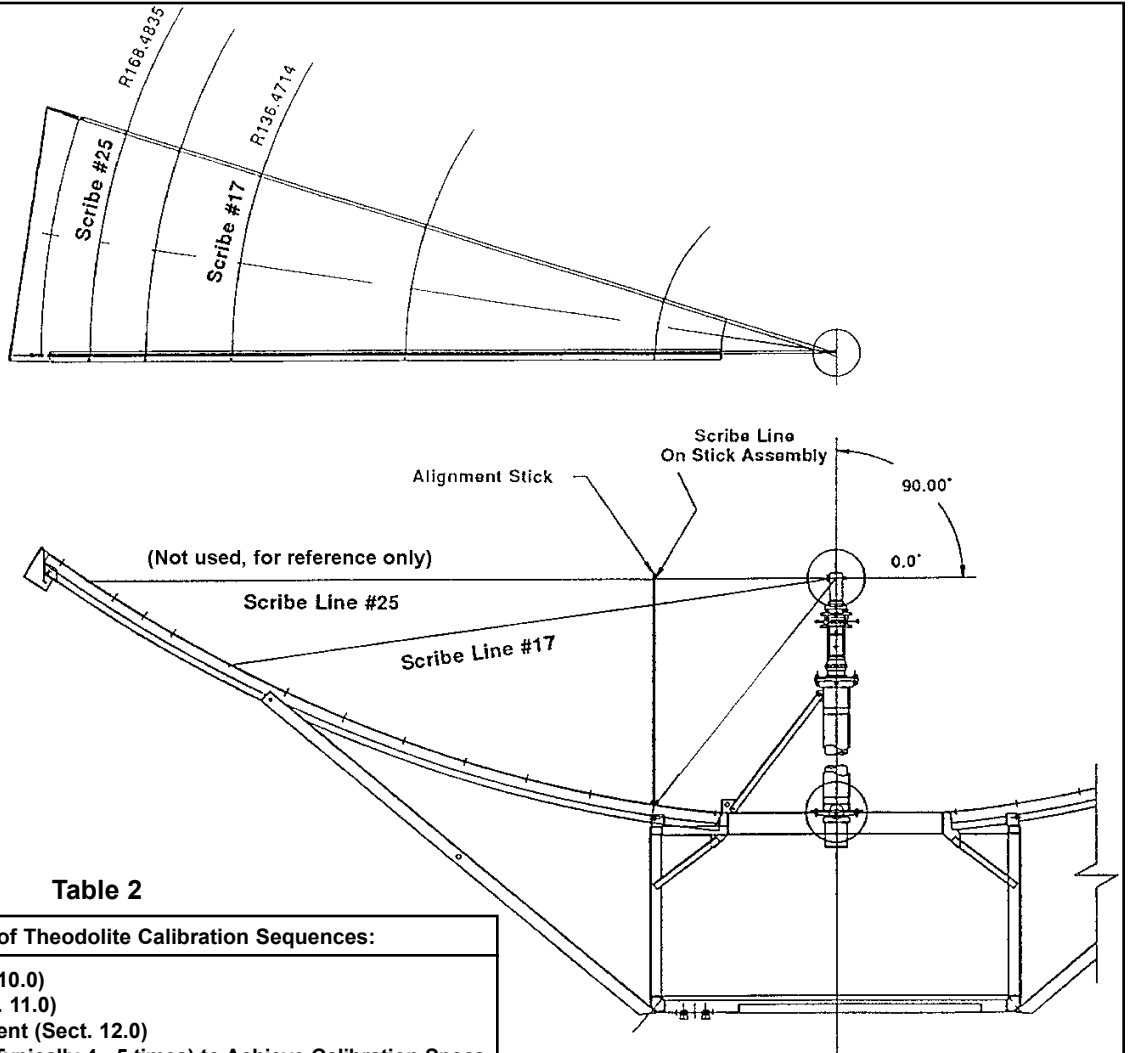 R168.4835
R136.4714
Scribe #25
Scribe #17
Scribe Line
On Stick Assembly
Alignment Stick
90.00°
0.0°
(Not used, for reference only)
Scribe Line #25
Scribe Line #17
Table 2
of Theodolite Calibration Sequences:
10.0)
. 11.0)
ent (Sect. 12.0)
Typically 4 - 5 times) to Achieve Calibration Specs